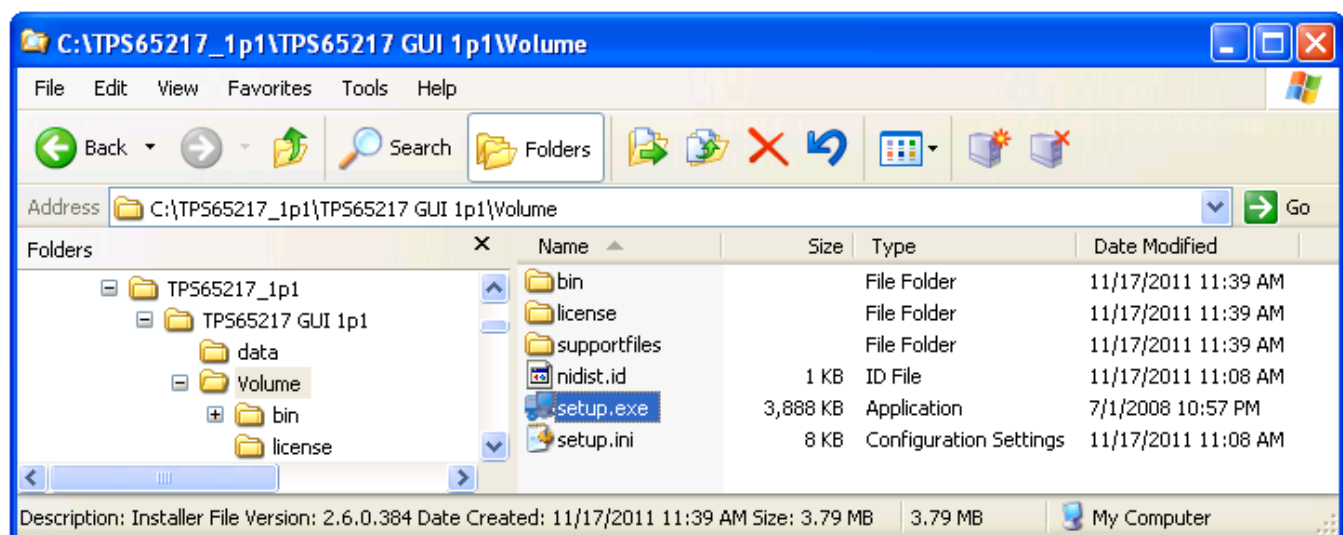 C:\TPS65217_1p1\TPS65217 GUI 1p1\Volume
File Edit View Favorites Tools Help
Back Search Folders
Address C:\TPS65217_1p1\TPS65217 GUI 1p1\Volume Go
Folders Name Size Type Date Modified
TPS65217_1p1
TPS65217 GUI 1p1
data
Volume
bin
license
bin File Folder 11/17/2011 11:39 AM
license File Folder 11/17/2011 11:39 AM
supportfiles File Folder 11/17/2011 11:39 AM
nidist.id 1 KB ID File 11/17/2011 11:08 AM
setup.exe 3,888 KB Application 7/1/2008 10:57 PM
setup.ini 8 KB Configuration Settings 11/17/2011 11:08 AM
Description: Installer File Version: 2.6.0.384 Date Created: 11/17/2011 11:39 AM Size: 3.79 MB 3.79 MB My Computer